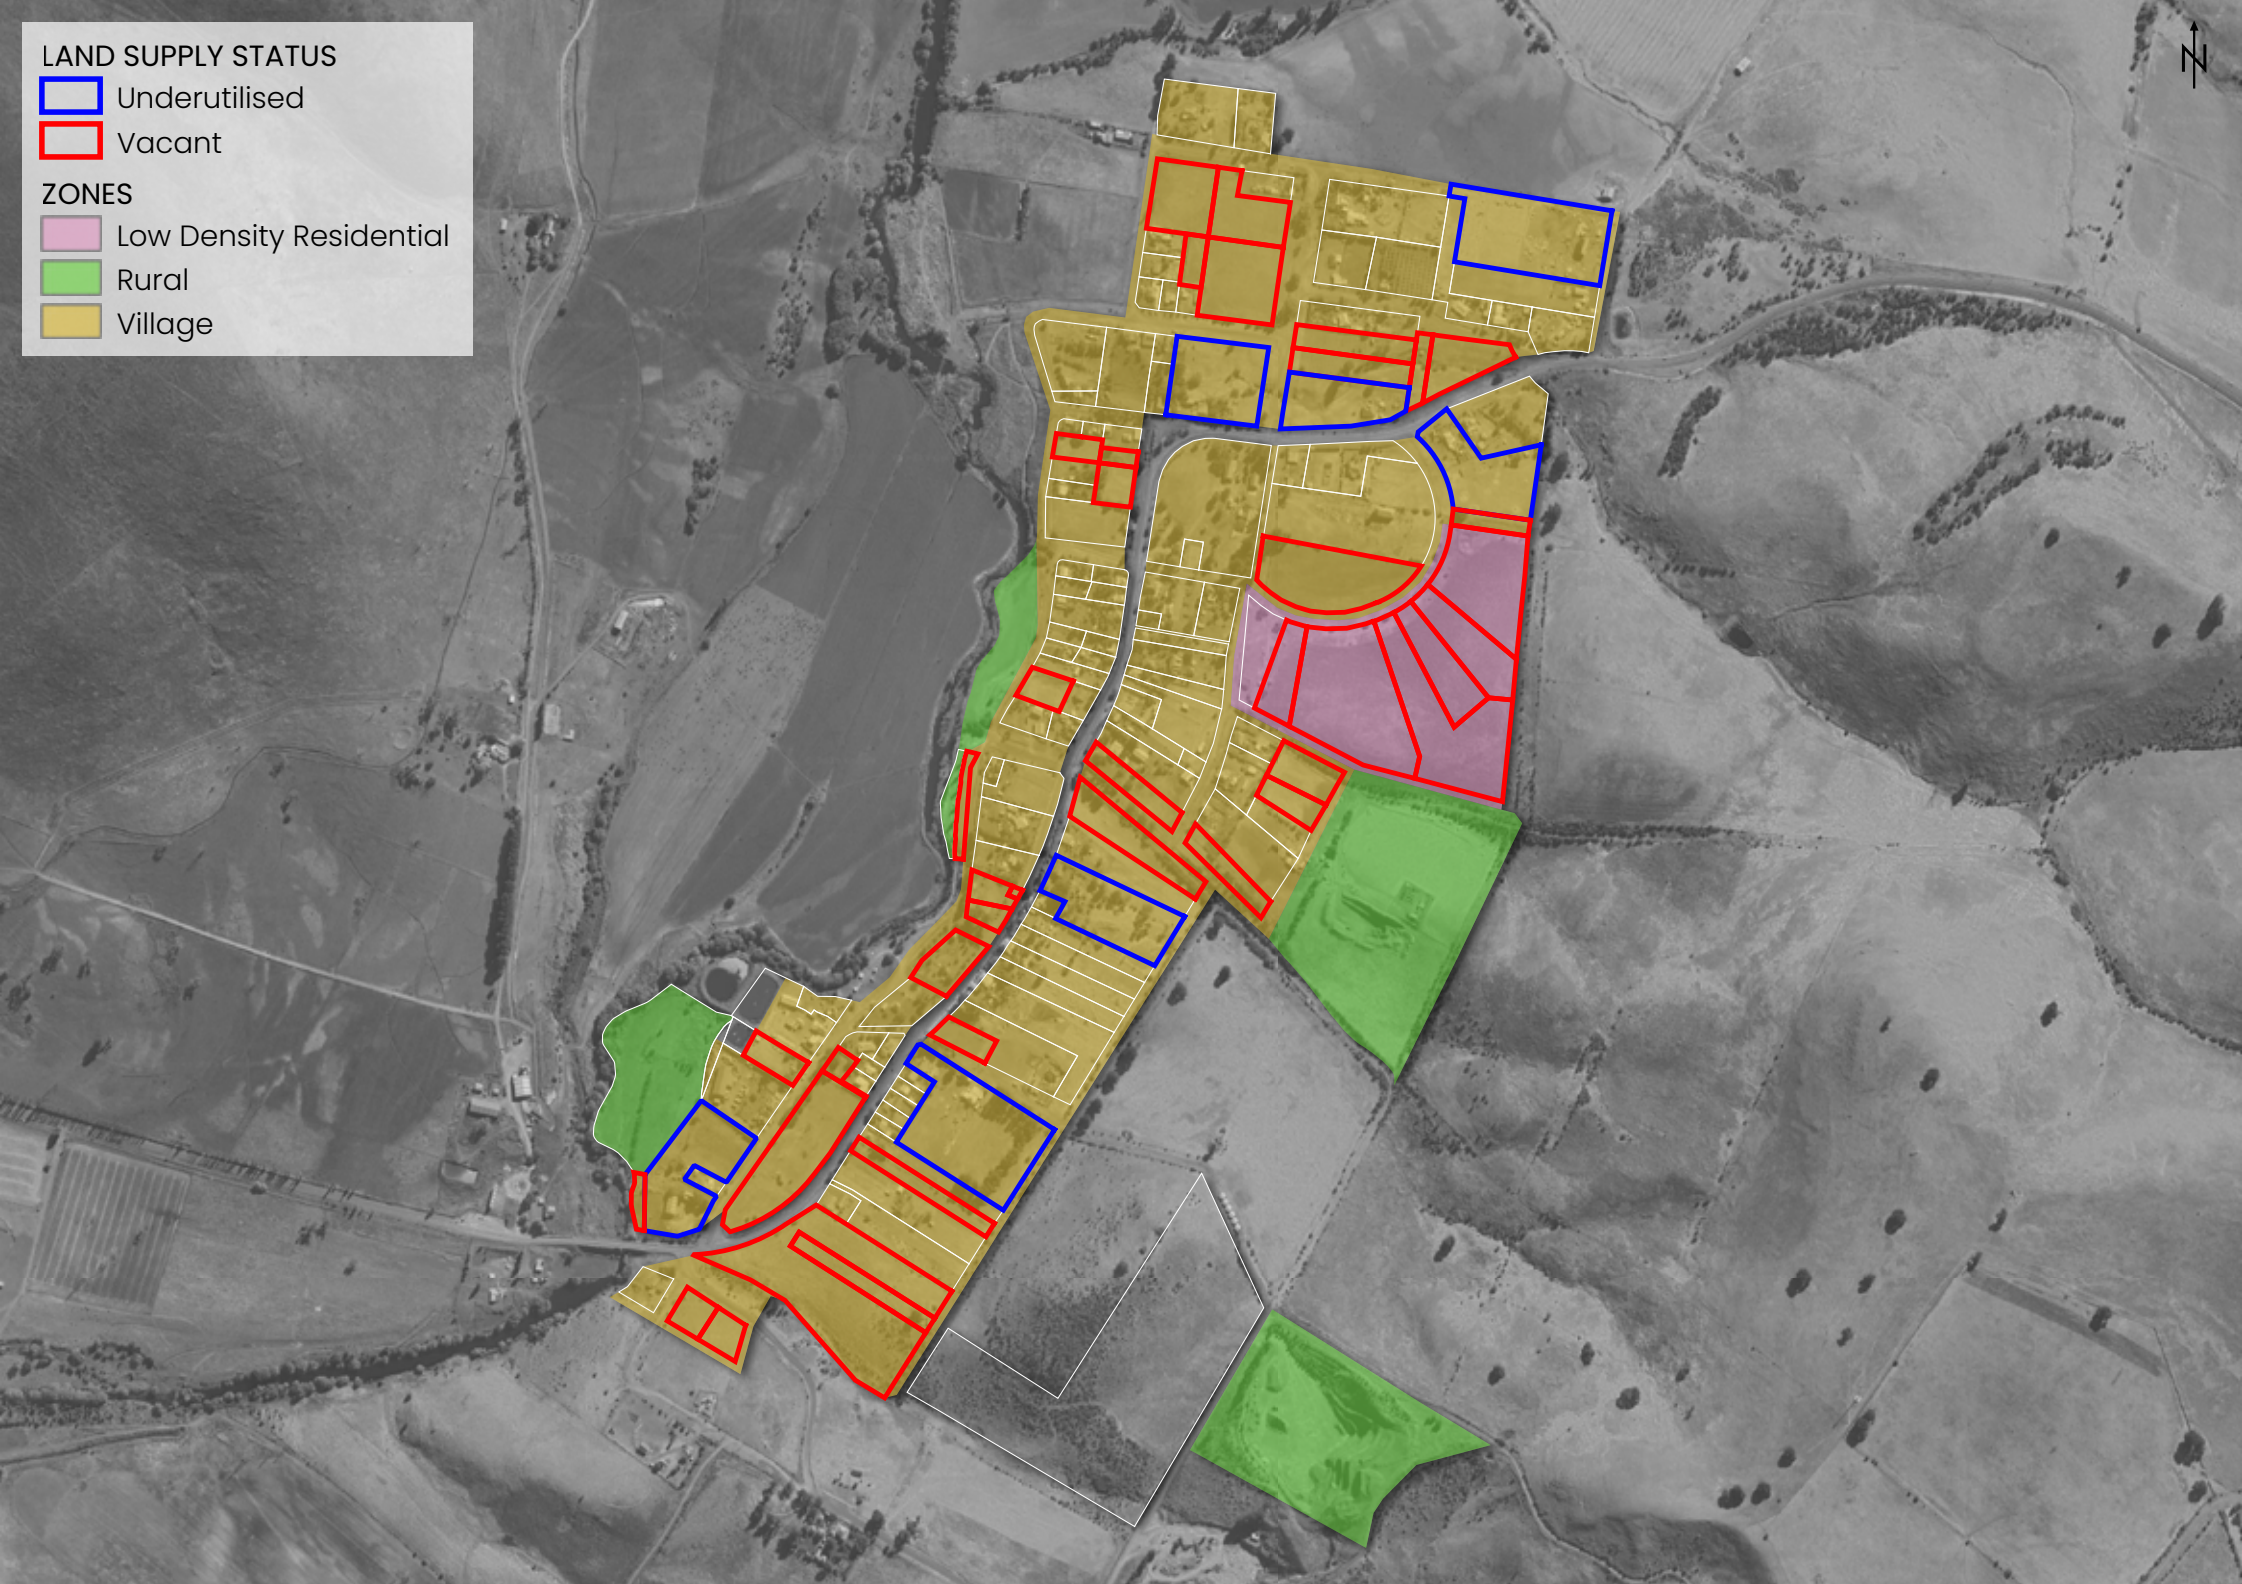 LAND SUPPLY STATUS
Underutilised
Vacant
ZONES
Low Density Residential
Rural
Village
N